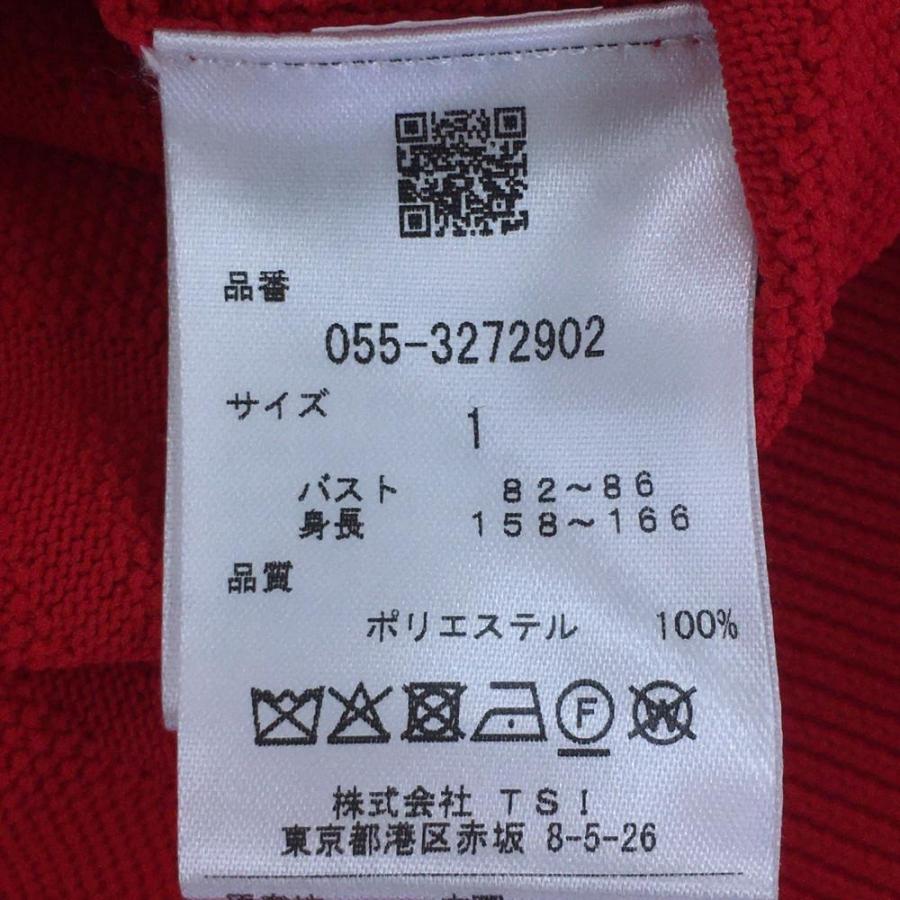 品番
055-3272902
サイズ
1
バスト 82～86
身長 158～166
品質
ポリエステル 100%
F
W
株式会社 TSI
東京都港区赤坂 8-5-26